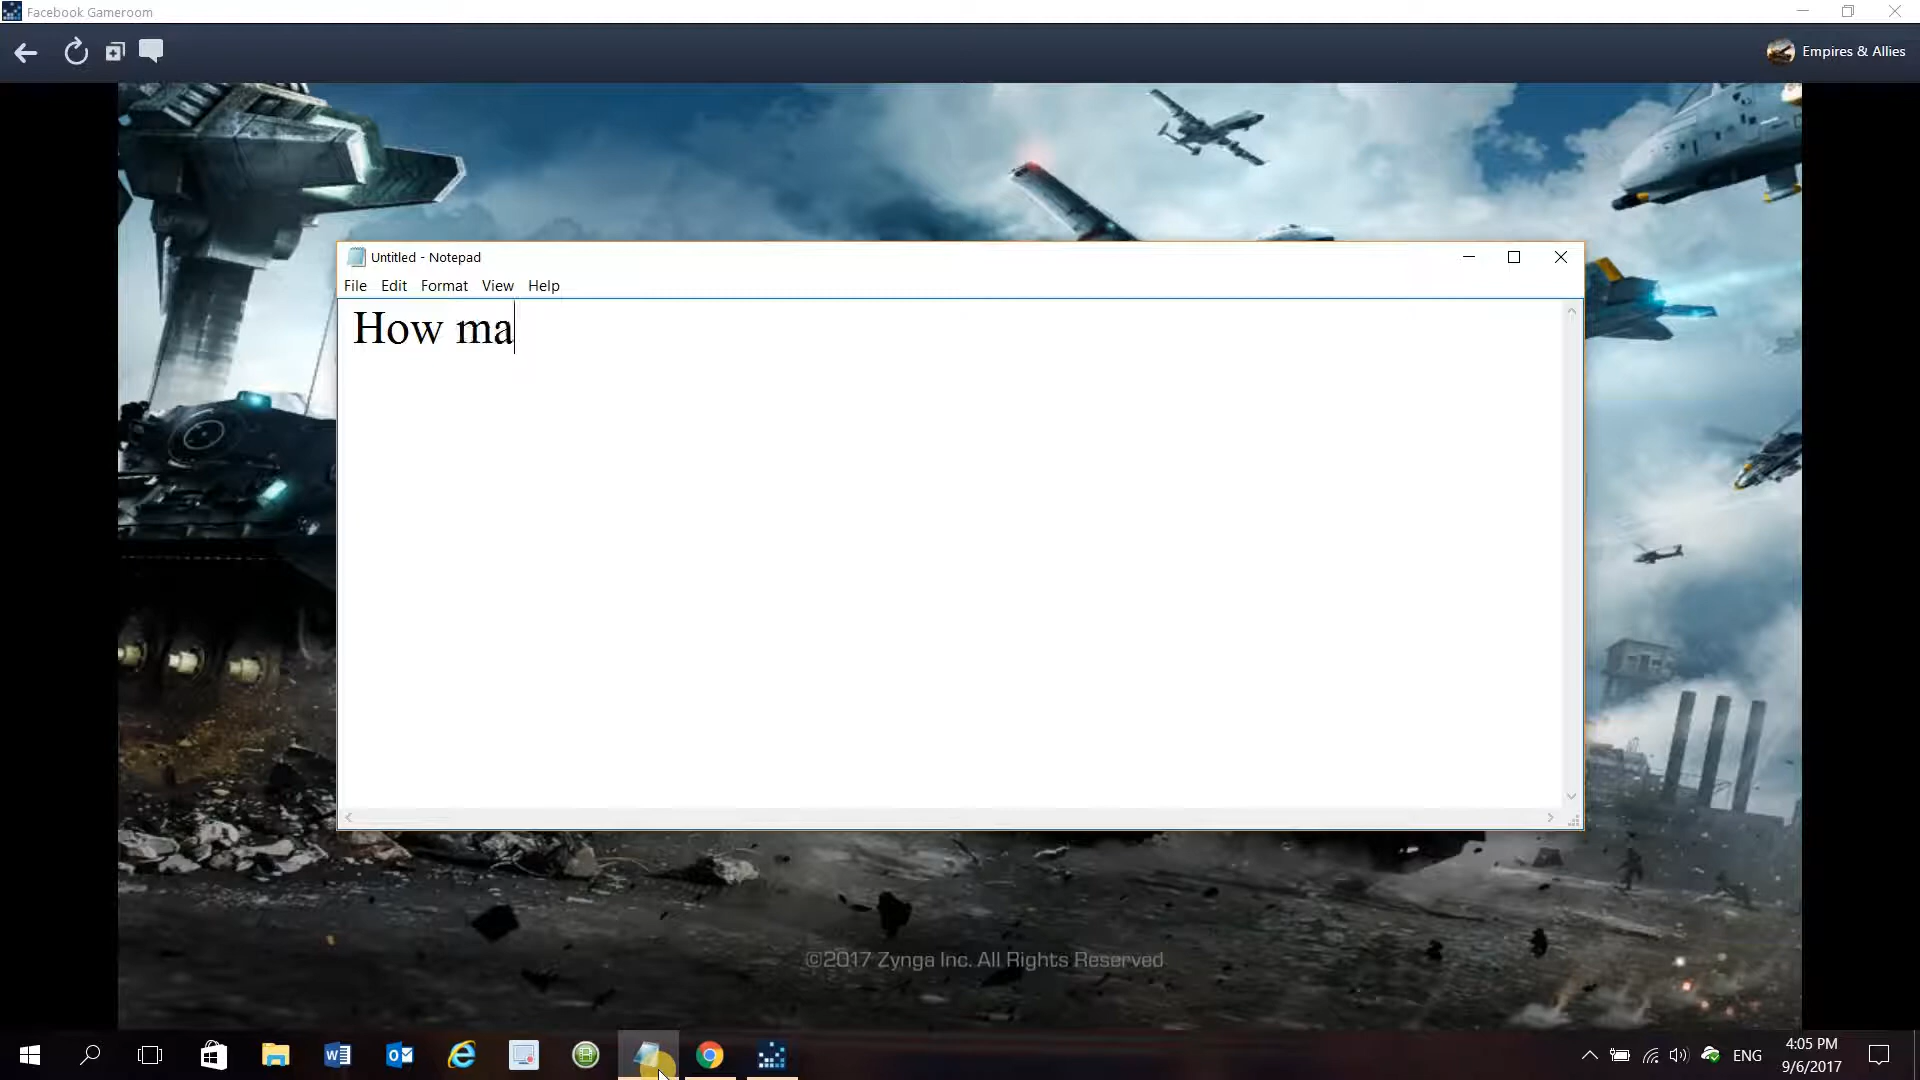 Facebook Gameroom
Empires & Allies
Untitled - Notepad
File Edit Format View Help
How ma
©2017 Zynga Inc. All Rights Reserved
ENG
4:05 PM
9/6/2017